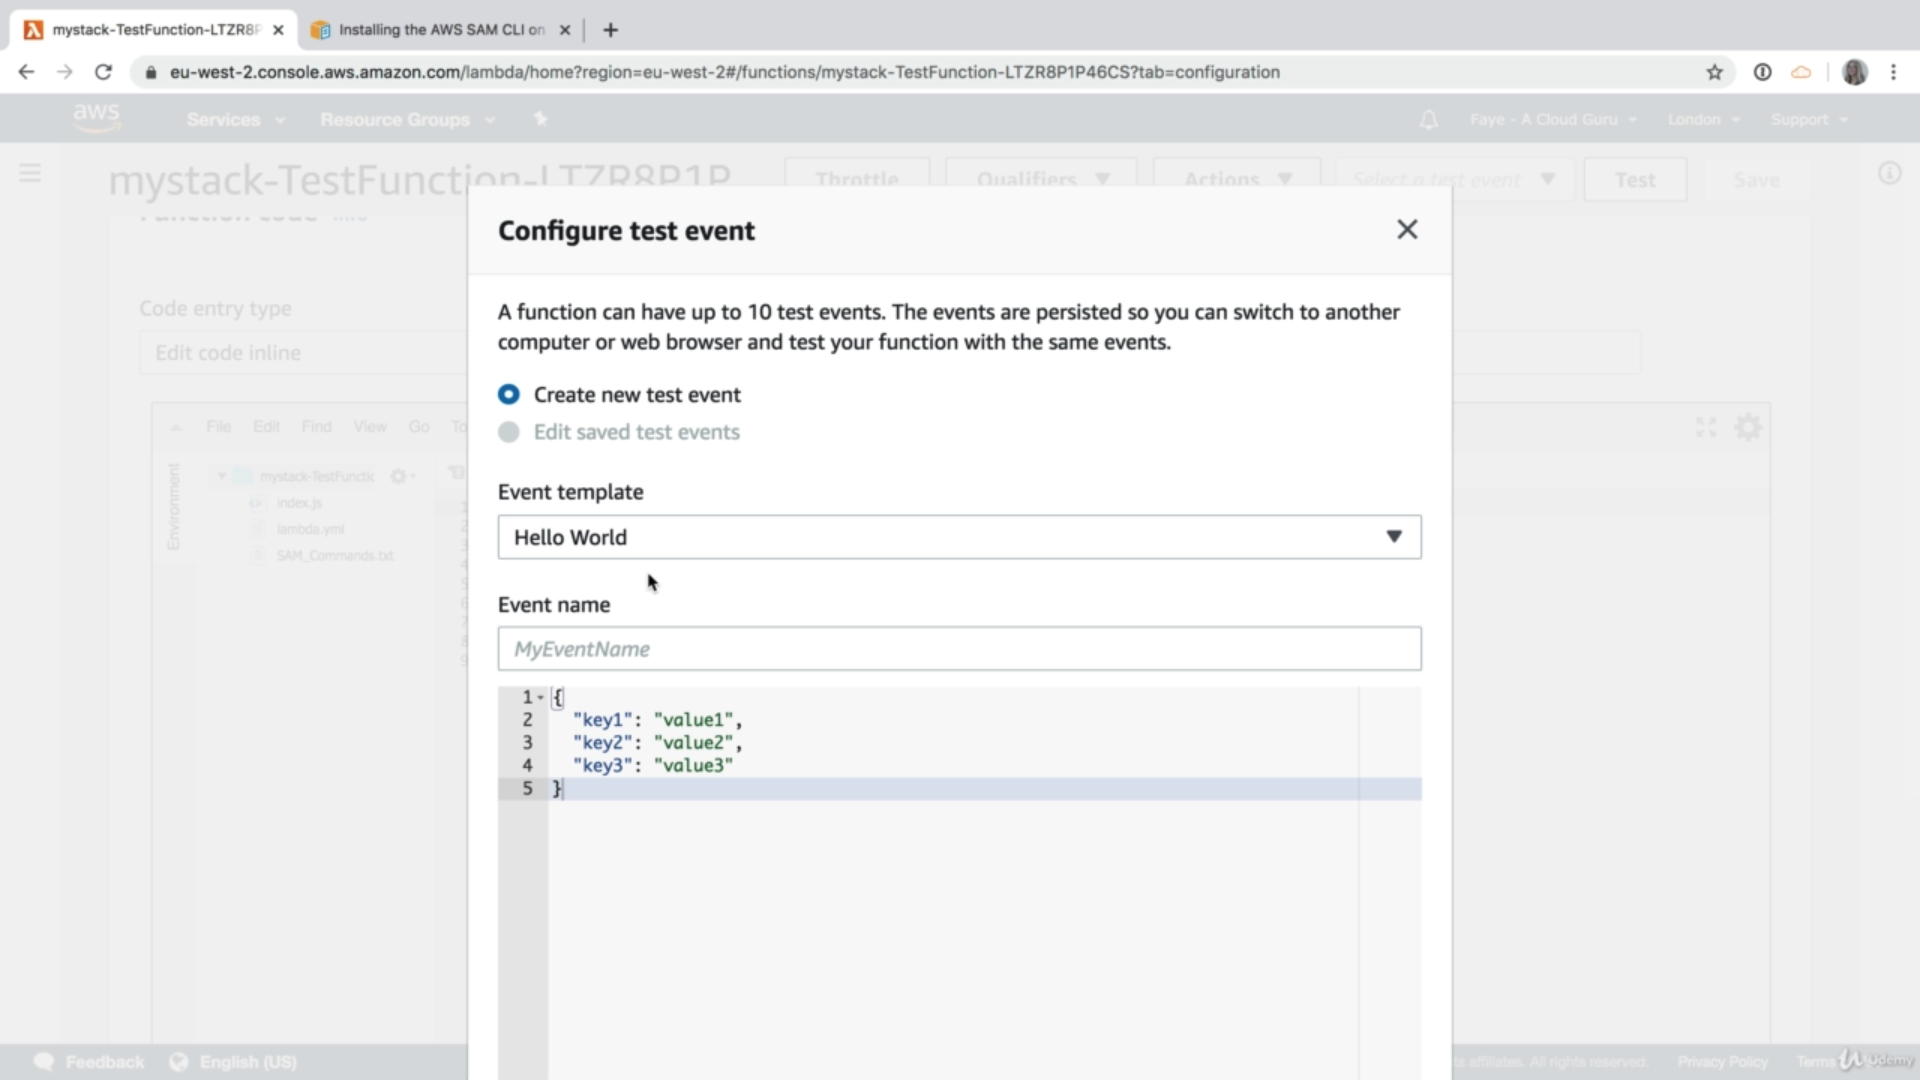 mystack-TestFunction-LTZR8P
Installing the AWS SAM CLI on
eu-west-2.console.aws.amazon.com/lambda/home?region=eu-west-2#/functions/mystack-TestFunction-LTZR8P1P46CS?tab=configuration
aws
Services
Resource Groups
Faye - A Cloud Guru
London
Support
mystack-TestFunction-LTZR8P1P
Throttle
Qualifiers
Actions
Select a test event
Test
Save
Function code Info
Configure test event
A function can have up to 10 test events. The events are persisted so you can switch to another
computer or web browser and test your function with the same events.
Code entry type
Edit code inline
Create new test event
Edit saved test events
File Edit Find View Go To
Environment
mystack-TestFunctic
index.js
lambda.yml
SAM_Commands.txt
Event template
Hello World
Event name
MyEventName
1 {
2 "key1": "value1",
3 "key2": "value2",
4 "key3": "value3"
5 }
Feedback
English (US)
affiliates. All rights reserved.
Privacy Policy
Terms
Udemy